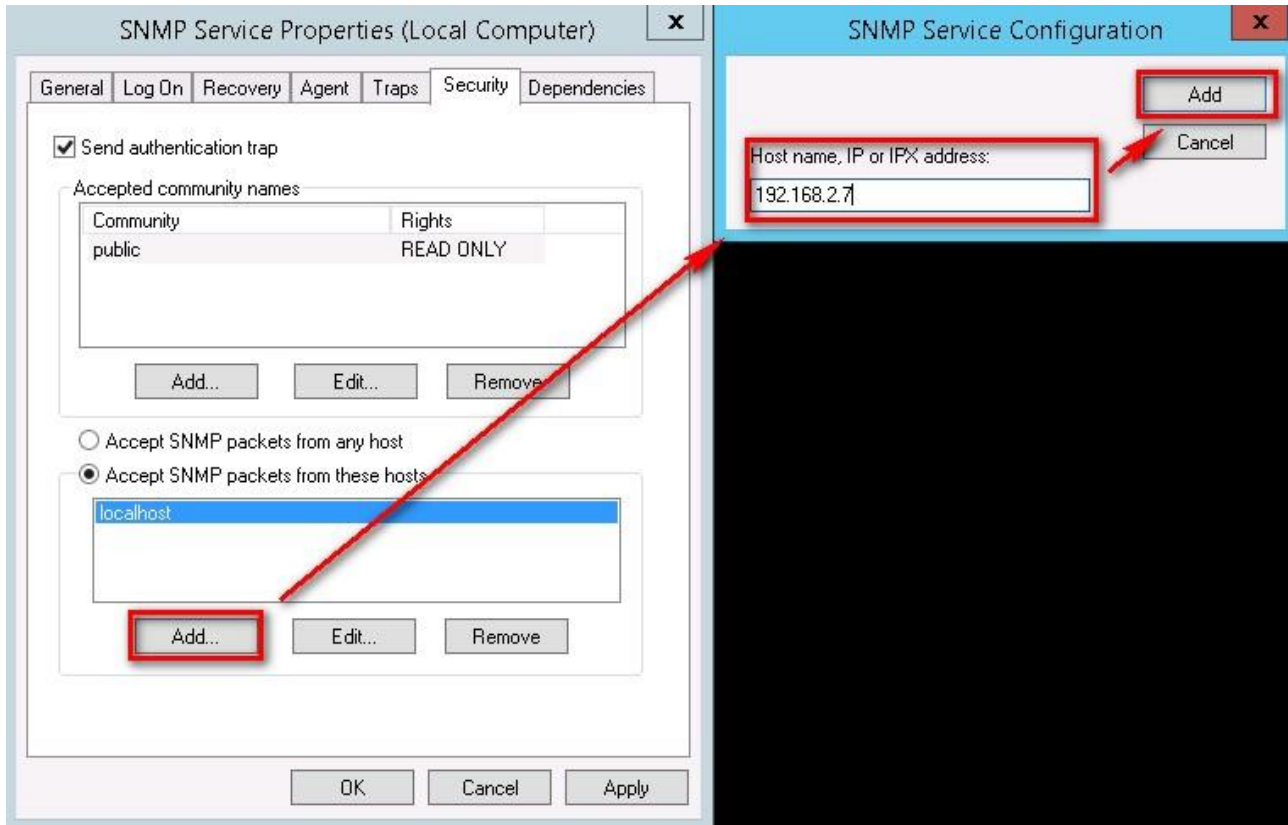 SNMP Service Properties (Local Computer)
x
General Log On Recovery Agent Traps Security Dependencies
Send authentication trap
Accepted community names
Community Rights
public READ ONLY
Add... Edit... Remove
Accept SNMP packets from any host
Accept SNMP packets from these hosts
localhost
Add... Edit... Remove
OK Cancel Apply
SNMP Service Configuration
x
Add
Cancel
Host name, IP or IPX address:
192.168.2.7